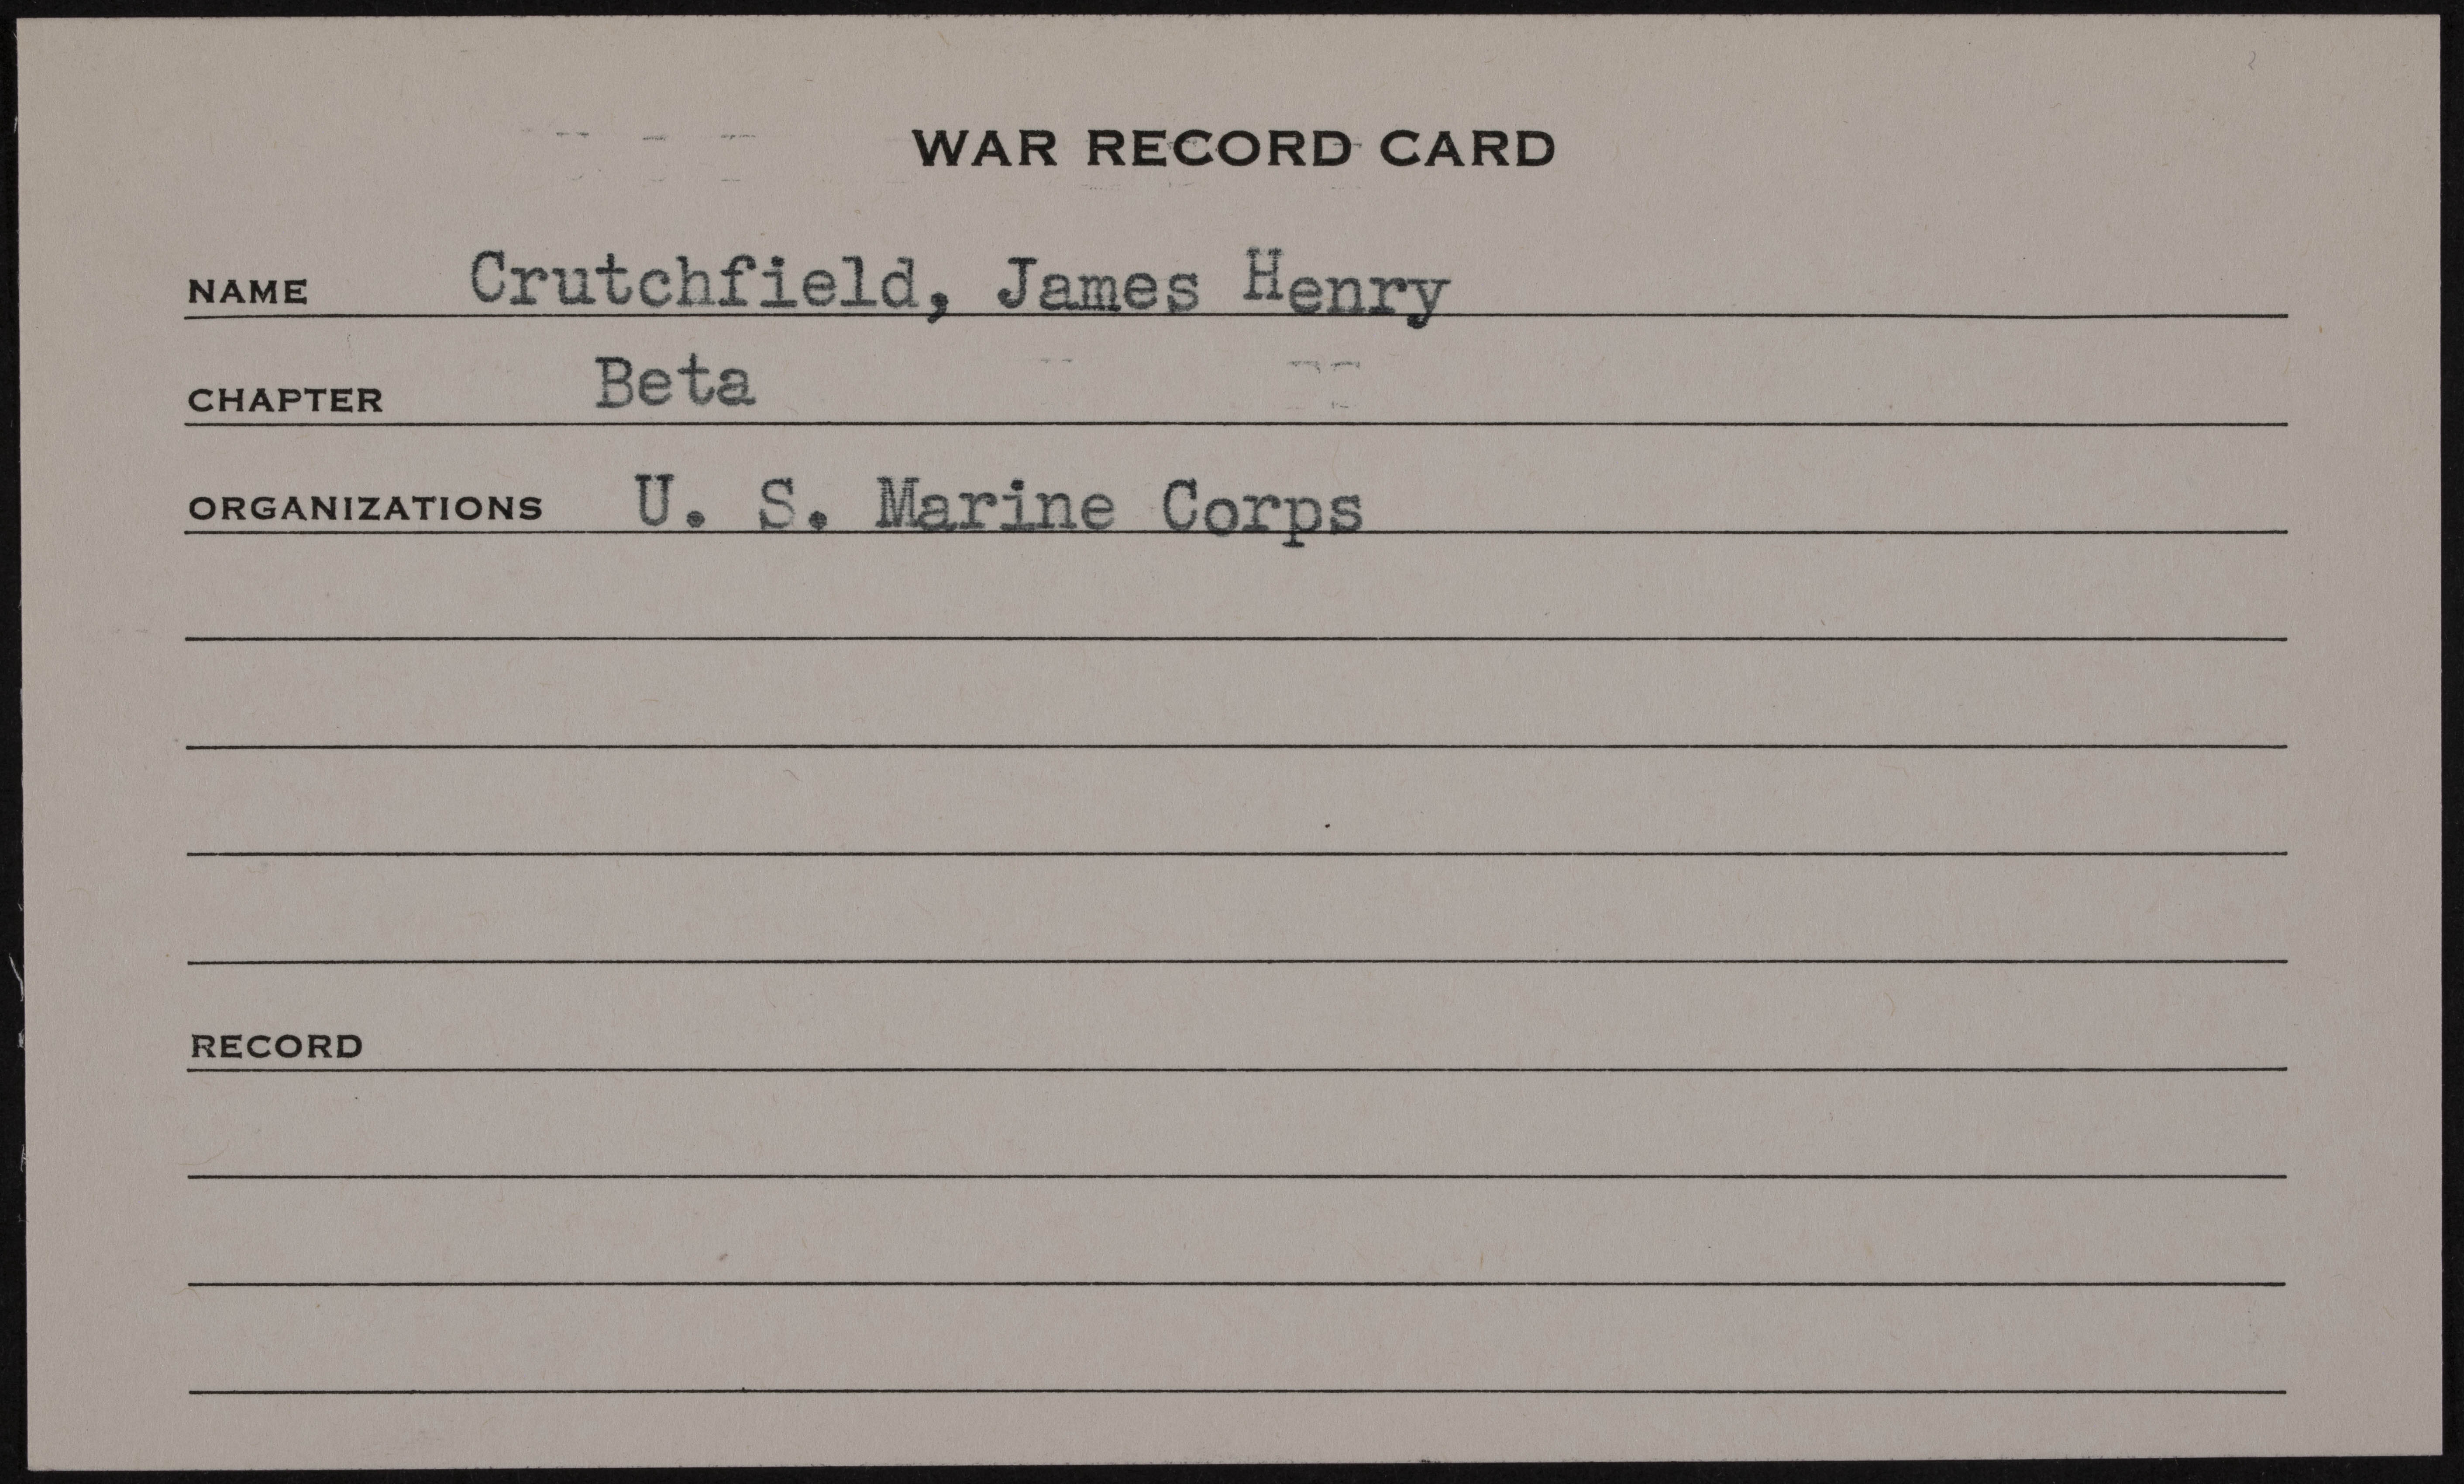 WAR RECORD CARD
NAME Crutchfield, James Henry
CHAPTER Beta
ORGANIZATIONS U. S. Marine Corps
RECORD